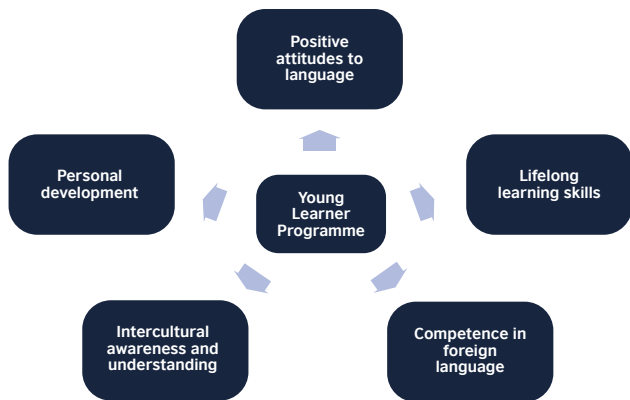 Positive
attitudes to
language
Personal
development
Young
Learner
Programme
Lifelong
learning skills
Intercultural
awareness and
understanding
Competence in
foreign
language